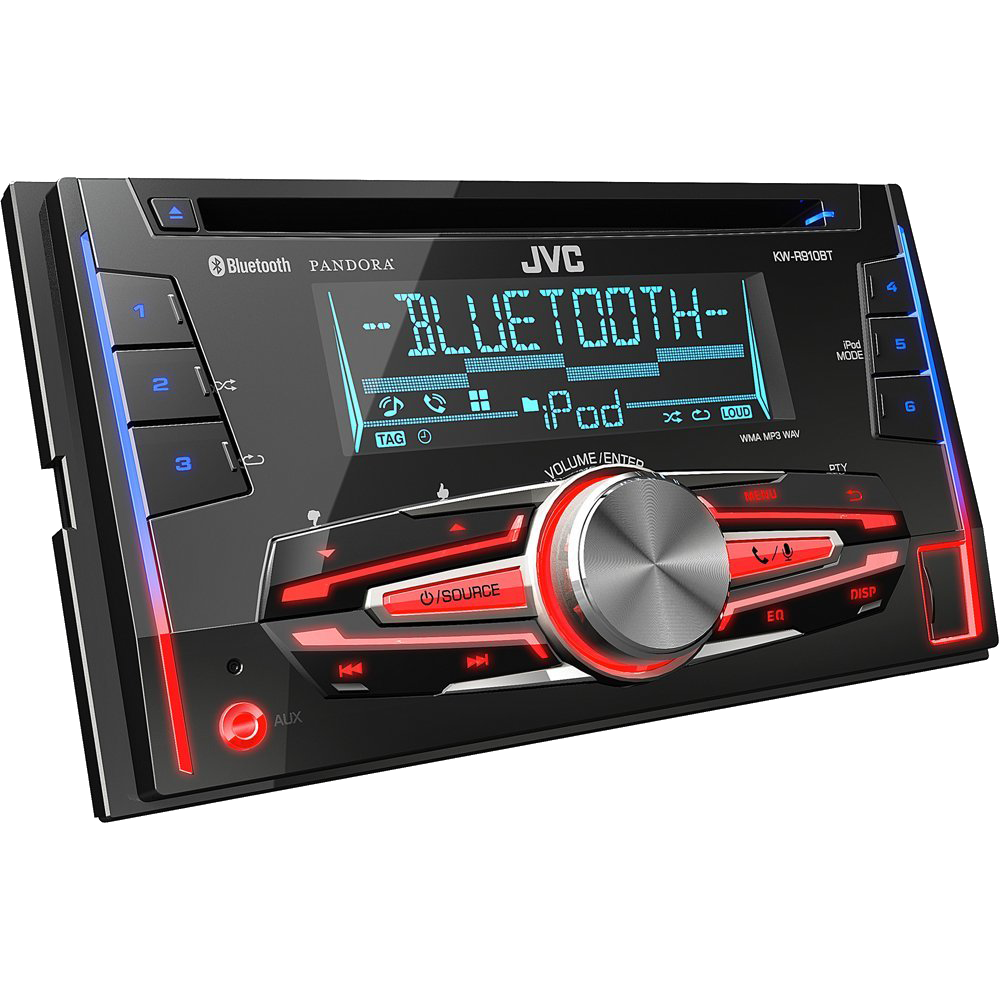 Bluetooth
PANDORA
JVC
KW-R910BT
1
2
3
--BLUETOOTH--
iPod
TAG
LOUD
WMA MP3 WAV
4
iPod
MODE
5
6
VOLUME/ENTER
PTY
MENU
/SOURCE
/
EQ
DISP
AUX